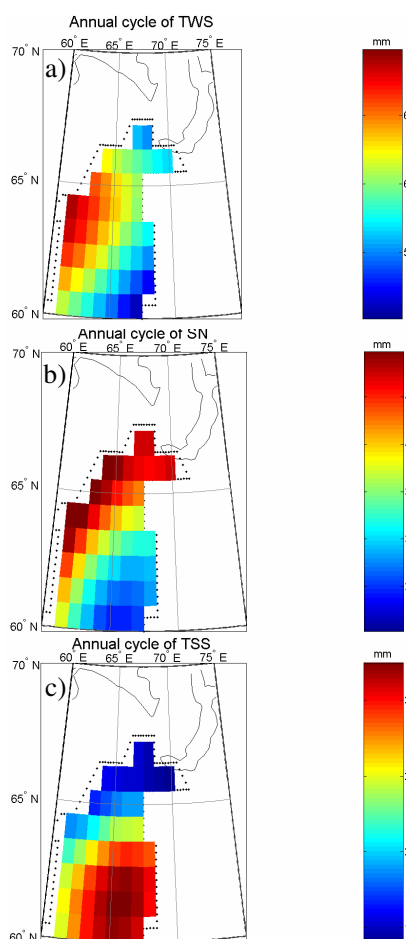 Annual cycle of TWS
60° E 65° E 70° E 75° E
70° N
a)
mm
65° N
60° N
Annual cycle of SN
60° E 65° E 70° E 75° E
70° N
b)
mm
65° N
60° N
Annual cycle of TSS
60° E 65° E 70° E 75° E
70° N
c)
mm
65° N
60° N